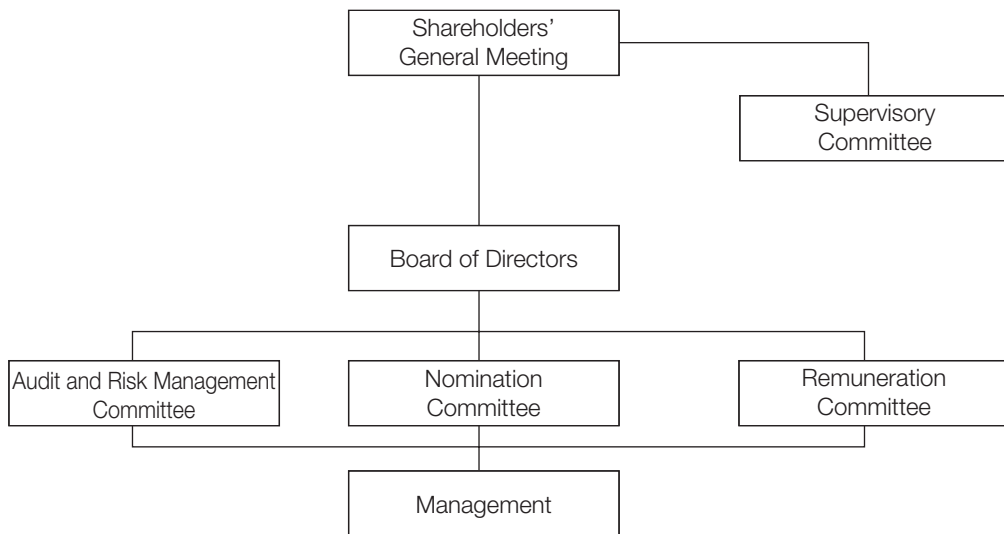 Shareholders’
General Meeting
Supervisory
Committee
Board of Directors
Audit and Risk Management
Committee
Nomination
Committee
Remuneration
Committee
Management